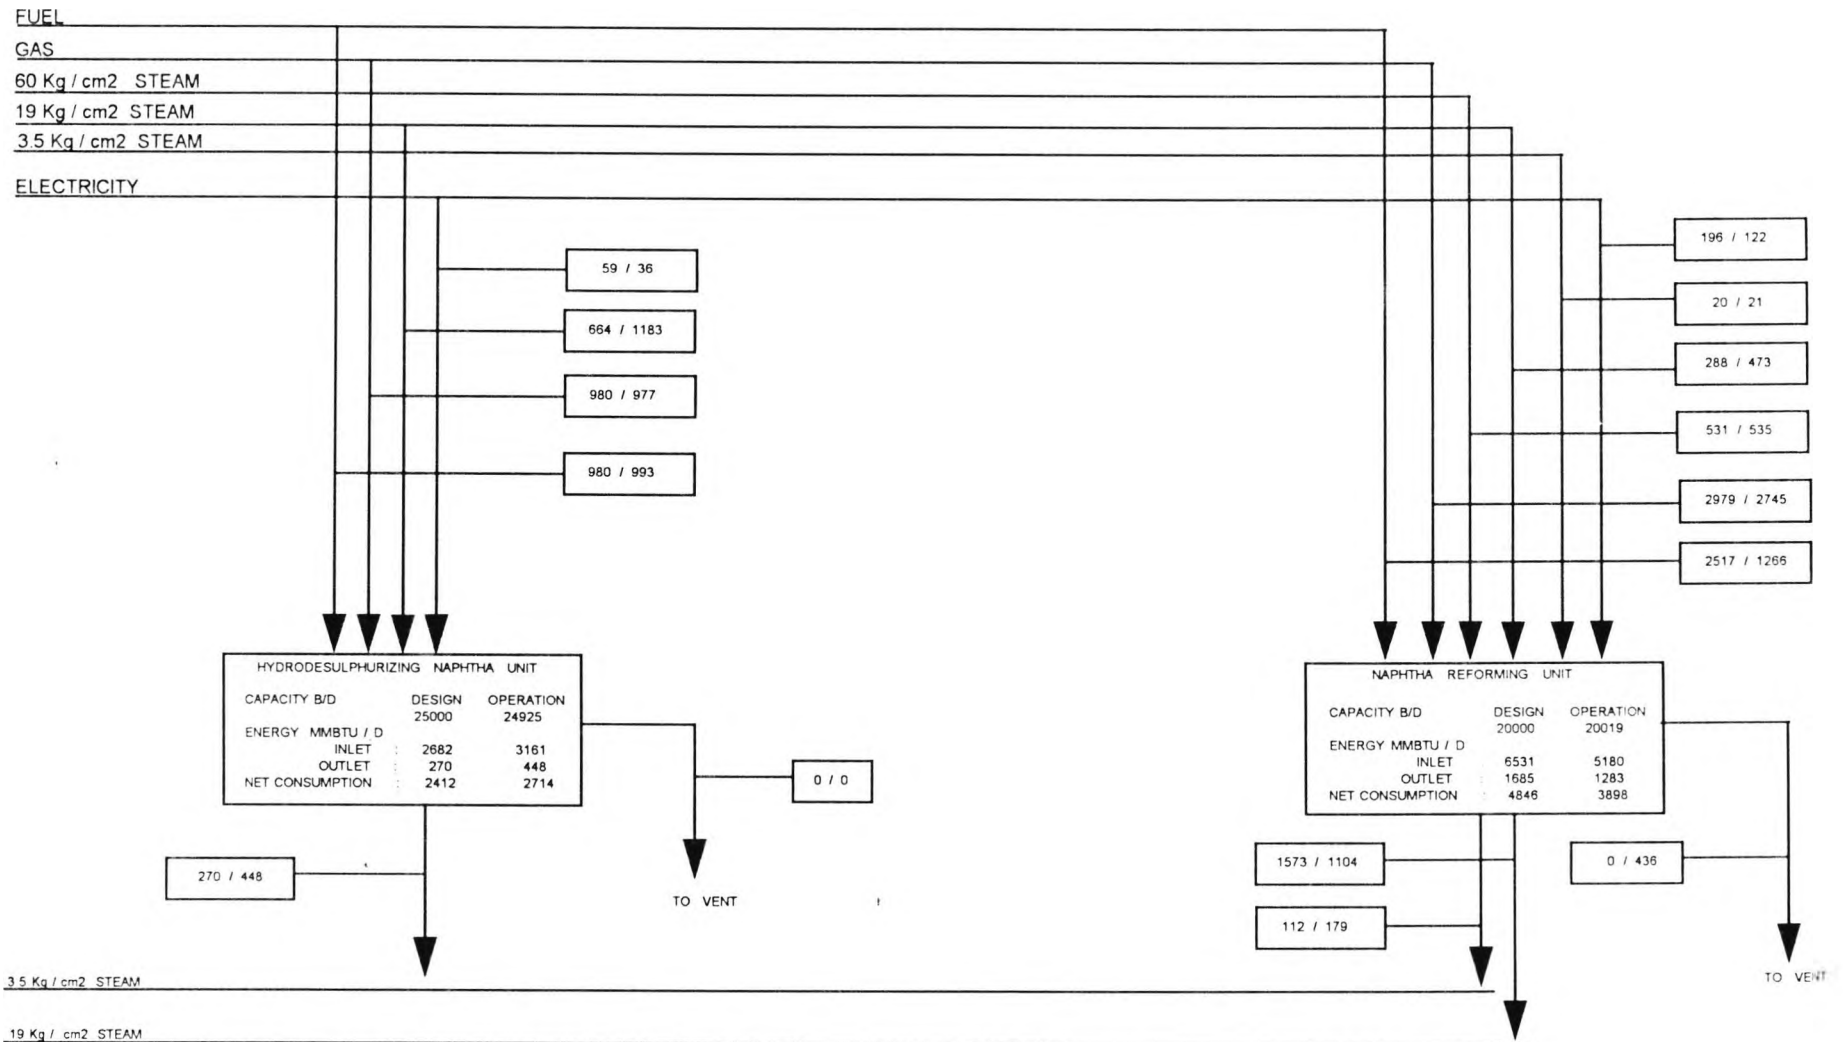 FUEL
GAS
60 Kg / cm2 STEAM
19 Kg / cm2 STEAM
3.5 Kg / cm2 STEAM
ELECTRICITY
59 / 36
664 / 1183
980 / 977
980 / 993
196 / 122
20 / 21
288 / 473
531 / 535
2979 / 2745
2517 / 1266
HYDRODESULPHURIZING NAPHTHA UNIT
CAPACITY B/D DESIGN OPERATION
25000 24925
ENERGY MMBTU / D
INLET : 2682 3161
OUTLET : 270 448
NET CONSUMPTION : 2412 2714
0 / 0
270 / 448
TO VENT
NAPHTHA REFORMING UNIT
CAPACITY B/D DESIGN OPERATION
20000 20019
ENERGY MMBTU / D
INLET : 6531 5180
OUTLET : 1685 1283
NET CONSUMPTION : 4846 3898
1573 / 1104
0 / 436
112 / 179
TO VENT
3 5 Kg / cm2 STEAM
19 Kg / cm2 STEAM